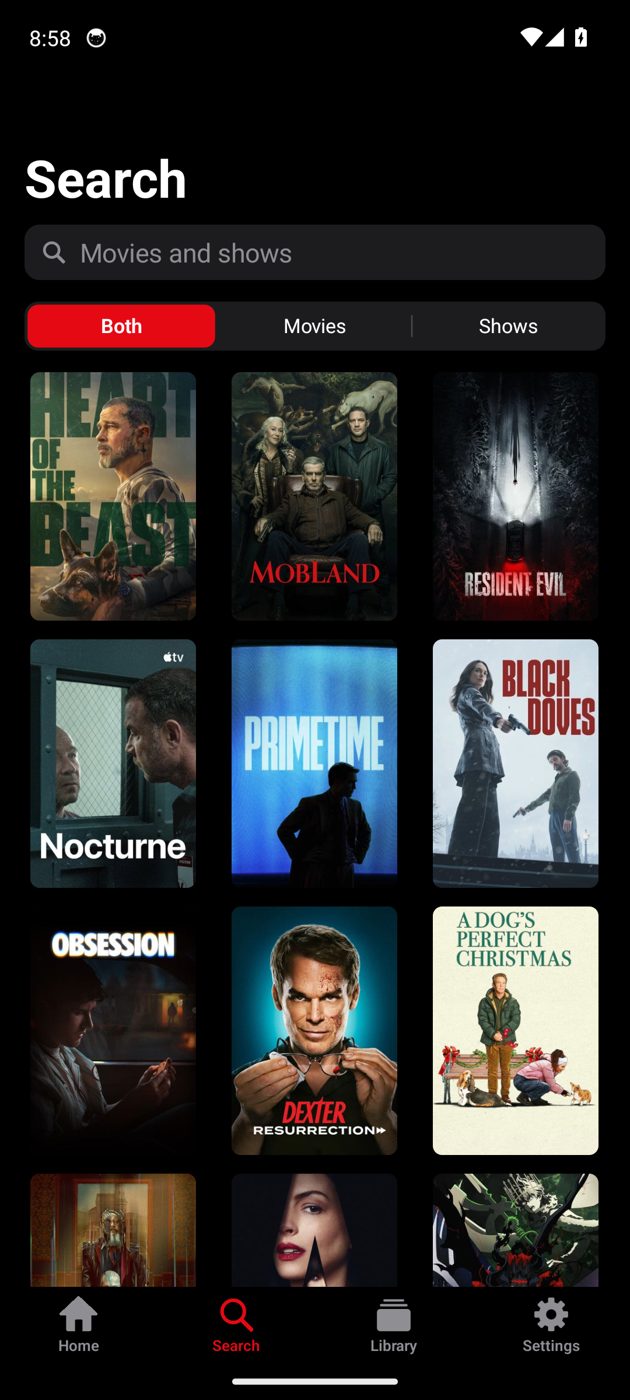 8:58
Search
Movies and shows
Both
Movies
Shows
HEART
OF
THE
BEAST
MOBLAND
RESIDENT EVIL
tv
Nocturne
PRIMETIME
BLACK
DOVES
OBSESSION
DEXTER
RESURRECTION
A DOG'S
PERFECT
CHRISTMAS
Home
Search
Library
Settings